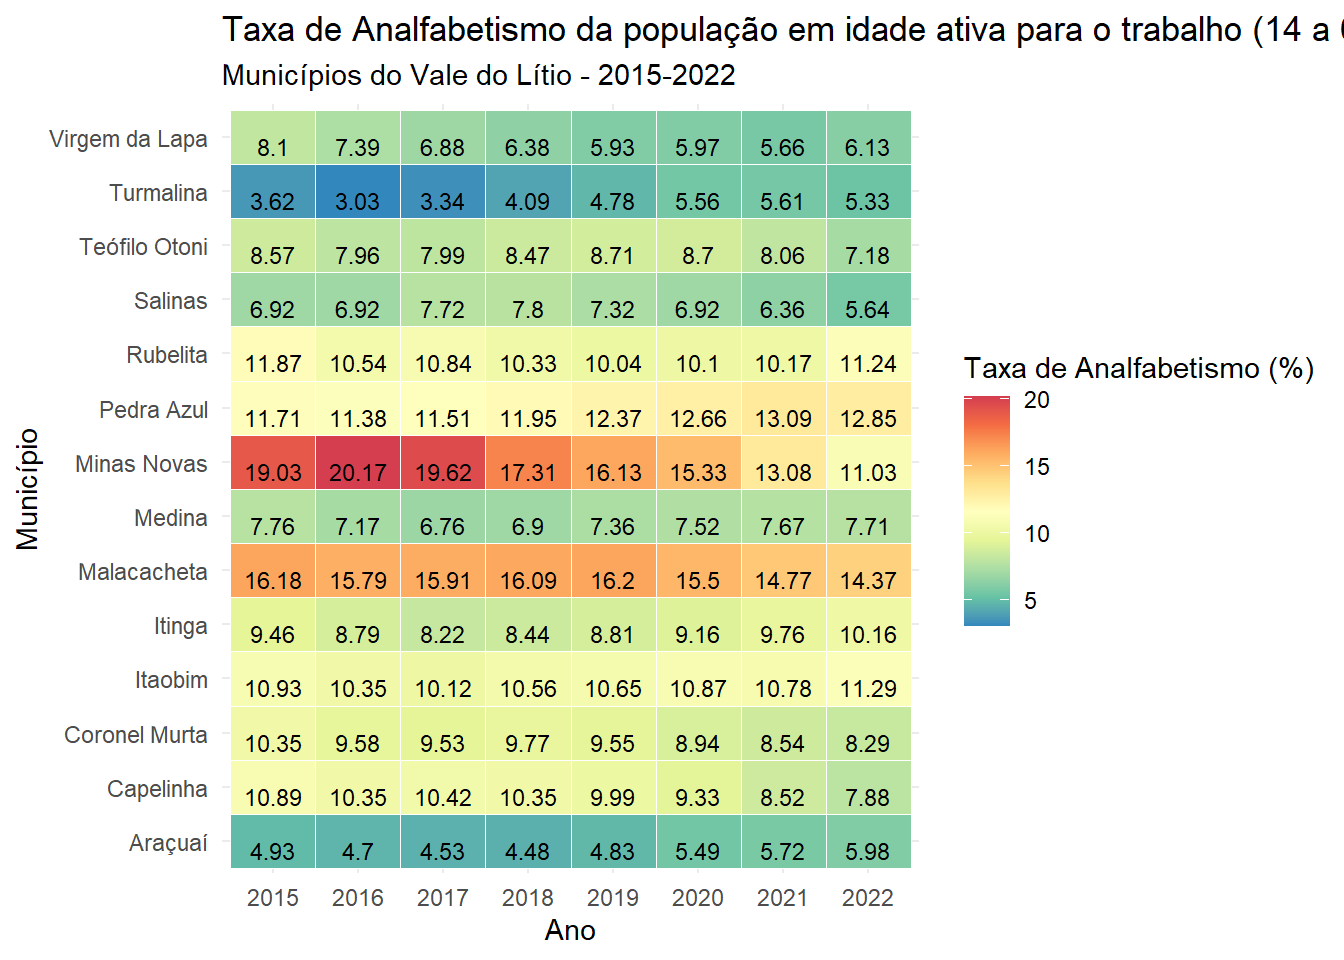 Taxa de Analfabetismo da população em idade ativa para o trabalho (14 a
Municípios do Vale do Lítio - 2015-2022
Virgem da Lapa 8.1 7.39 6.88 6.38 5.93 5.97 5.66 6.13
Turmalina 3.62 3.03 3.34 4.09 4.78 5.56 5.61 5.33
Teófilo Otoni 8.57 7.96 7.99 8.47 8.71 8.7 8.06 7.18
Salinas 6.92 6.92 7.72 7.8 7.32 6.92 6.36 5.64
Rubelita 11.87 10.54 10.84 10.33 10.04 10.1 10.17 11.24
Pedra Azul 11.71 11.38 11.51 11.95 12.37 12.66 13.09 12.85
Minas Novas 19.03 20.17 19.62 17.31 16.13 15.33 13.08 11.03
Medina 7.76 7.17 6.76 6.9 7.36 7.52 7.67 7.71
Malacacheta 16.18 15.79 15.91 16.09 16.2 15.5 14.77 14.37
Itinga 9.46 8.79 8.22 8.44 8.81 9.16 9.76 10.16
Itaobim 10.93 10.35 10.12 10.56 10.65 10.87 10.78 11.29
Coronel Murta 10.35 9.58 9.53 9.77 9.55 8.94 8.54 8.29
Capelinha 10.89 10.35 10.42 10.35 9.99 9.33 8.52 7.88
Araçuaí 4.93 4.7 4.53 4.48 4.83 5.49 5.72 5.98
2015 2016 2017 2018 2019 2020 2021 2022
Ano
Município
Taxa de Analfabetismo (%)
20
15
10
5